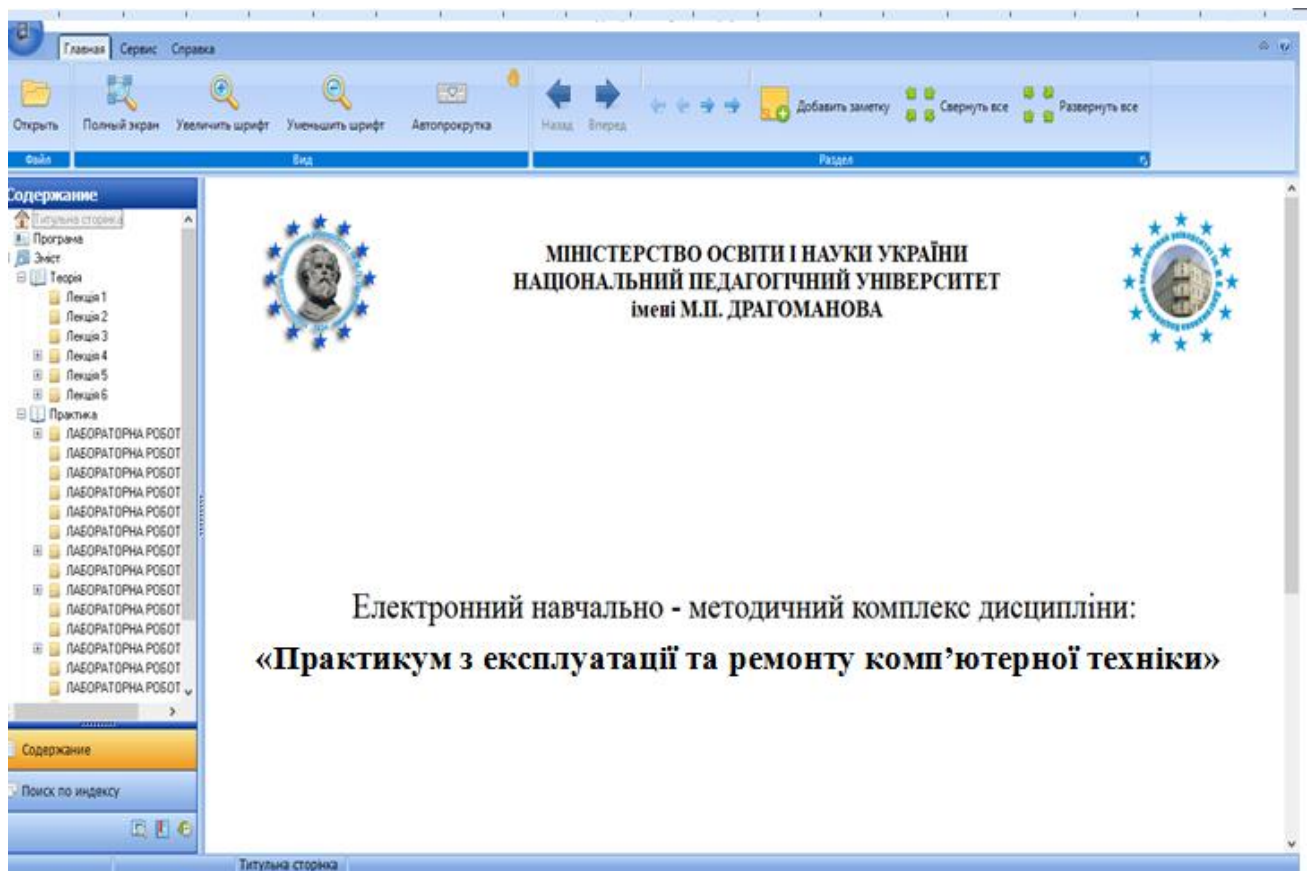 Главная Сервис Справка
Открыть Полный экран Увеличить шрифт Уменьшить шрифт Автопрокрутка Назад Вперед Добавить заметку Свернуть все Развернуть все
Файл Вид Раздел
Содержание
Титульна сторінка
Програма
Зміст
Теорія
Лекція 1
Лекція 2
Лекція 3
Лекція 4
Лекція 5
Лекція 6
Практика
ЛАБОРАТОРНА РОБОТ
ЛАБОРАТОРНА РОБОТ
ЛАБОРАТОРНА РОБОТ
ЛАБОРАТОРНА РОБОТ
ЛАБОРАТОРНА РОБОТ
ЛАБОРАТОРНА РОБОТ
ЛАБОРАТОРНА РОБОТ
ЛАБОРАТОРНА РОБОТ
ЛАБОРАТОРНА РОБОТ
ЛАБОРАТОРНА РОБОТ
ЛАБОРАТОРНА РОБОТ
ЛАБОРАТОРНА РОБОТ
ЛАБОРАТОРНА РОБОТ
ЛАБОРАТОРНА РОБОТ
Содержание
Поиск по индексу
МІНІСТЕРСТВО ОСВІТИ І НАУКИ УКРАЇНИ
НАЦІОНАЛЬНИЙ ПЕДАГОГІЧНИЙ УНІВЕРСИТЕТ
імені М.П. ДРАГОМАНОВА
Електронний навчально - методичний комплекс дисципліни:
«Практикум з експлуатації та ремонту комп’ютерної техніки»
Титульна сторінка